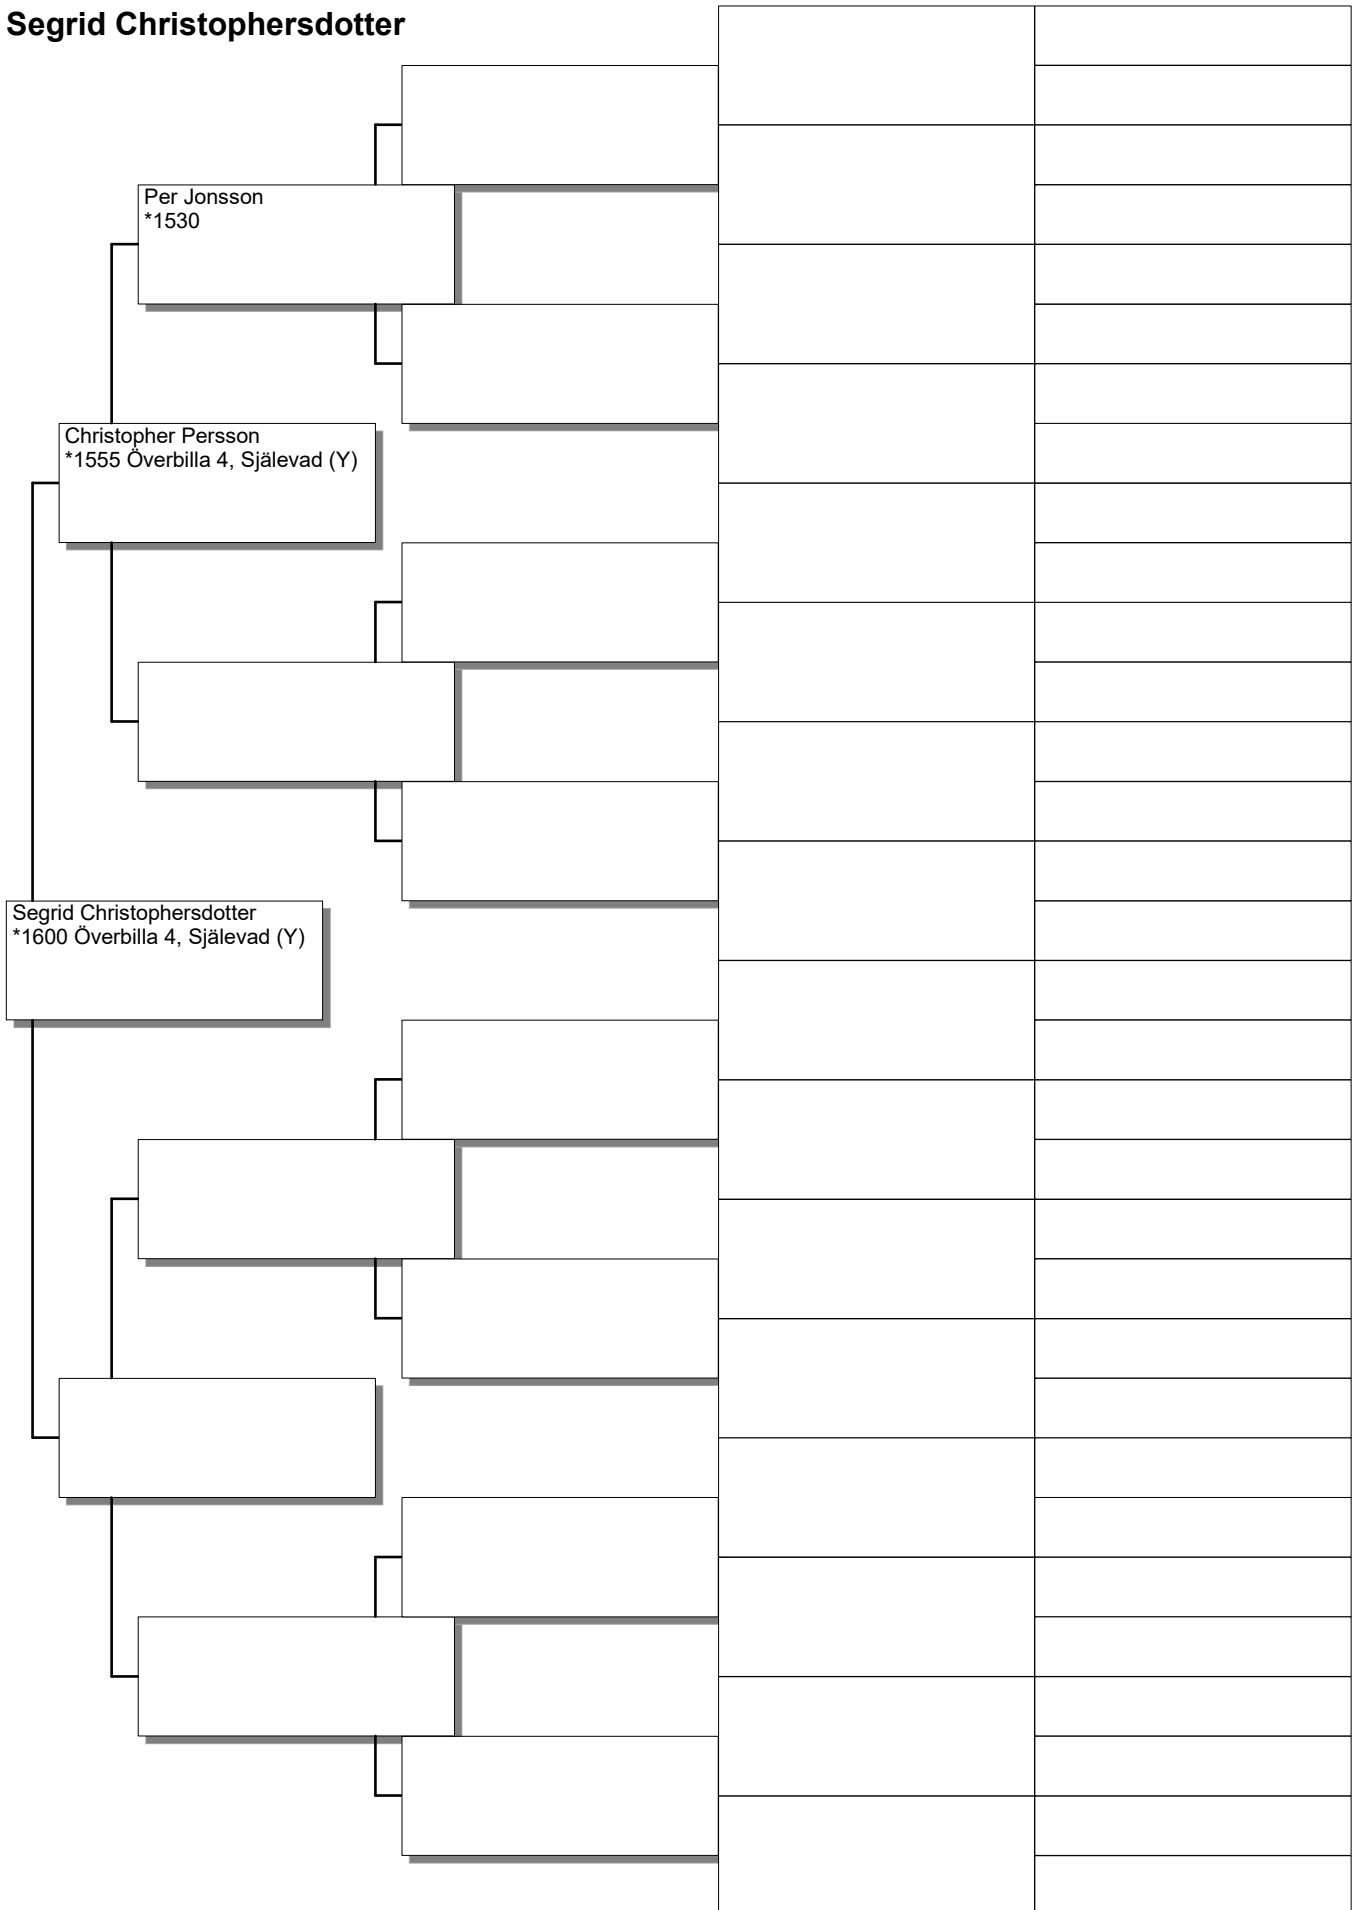 Segrid Christophersdotter
Per Jonsson
*1530
Christopher Persson
*1555 Överbilla 4, Själevad (Y)
Segrid Christophersdotter
*1600 Överbilla 4, Själevad (Y)